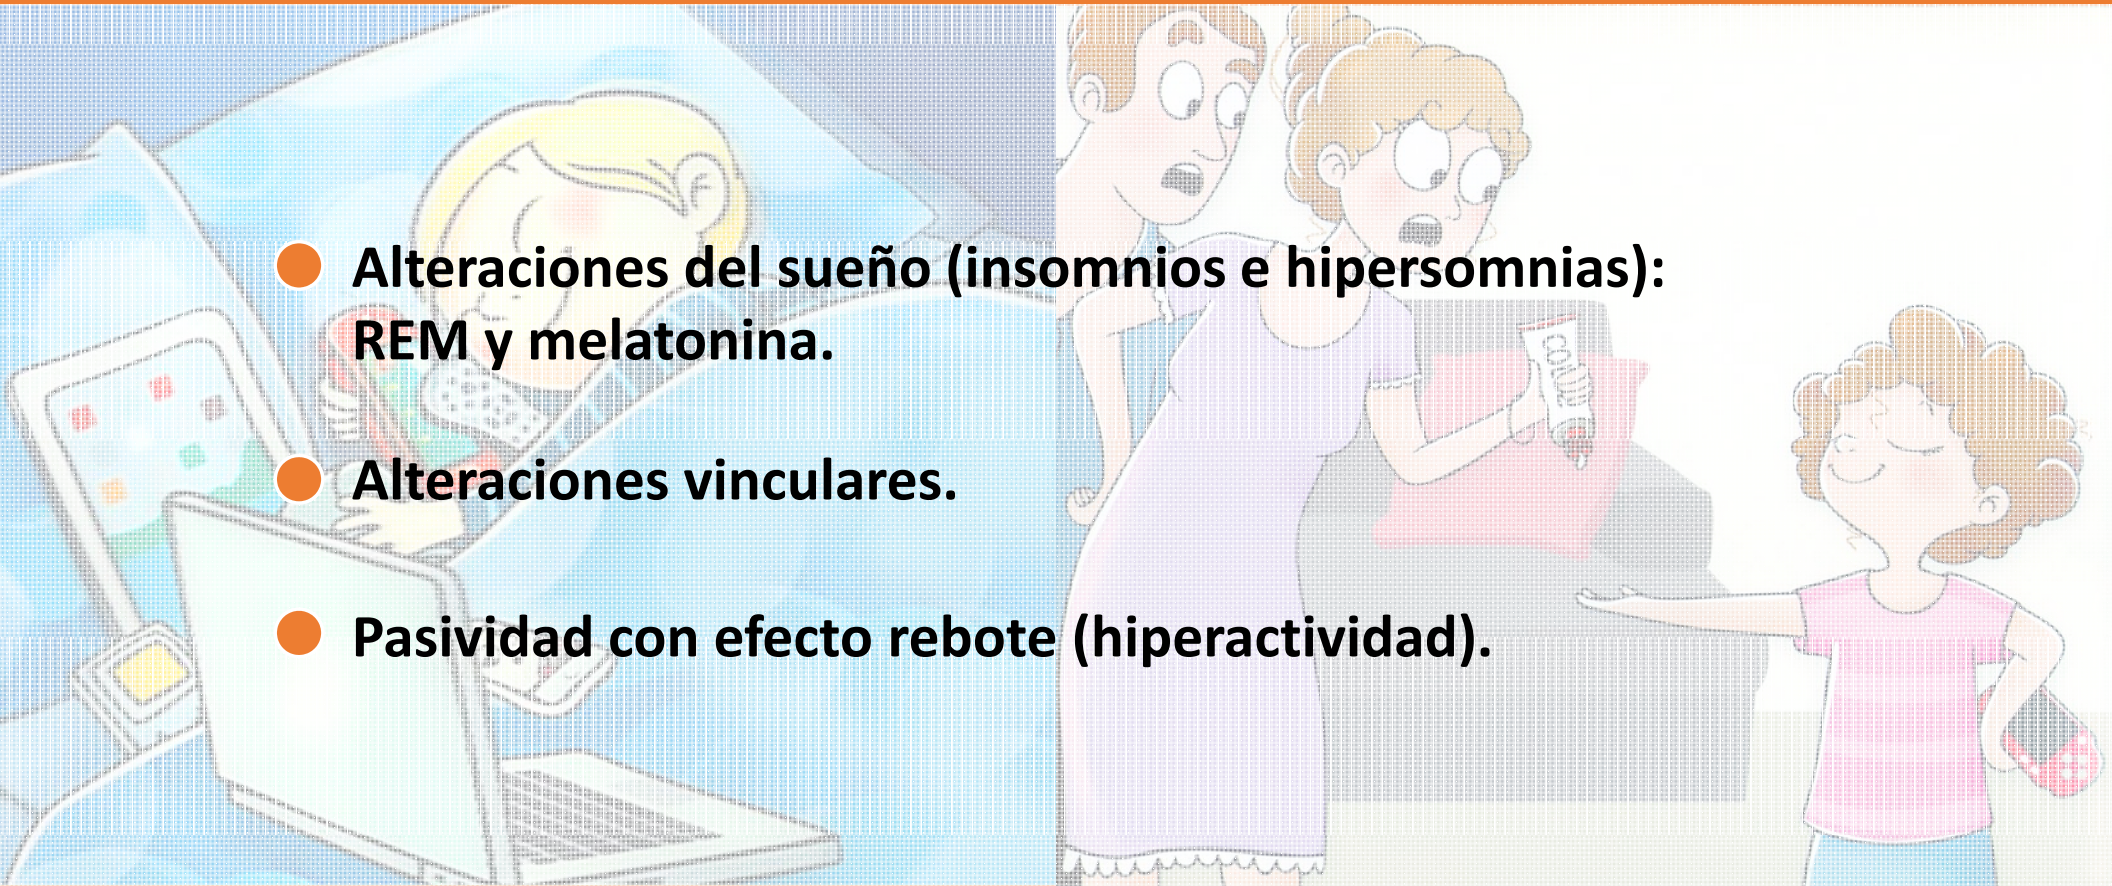 Alteraciones del sueño (insomnios e hipersomnias):
REM y melatonina.
Alteraciones vinculares.
Pasividad con efecto rebote (hiperactividad).